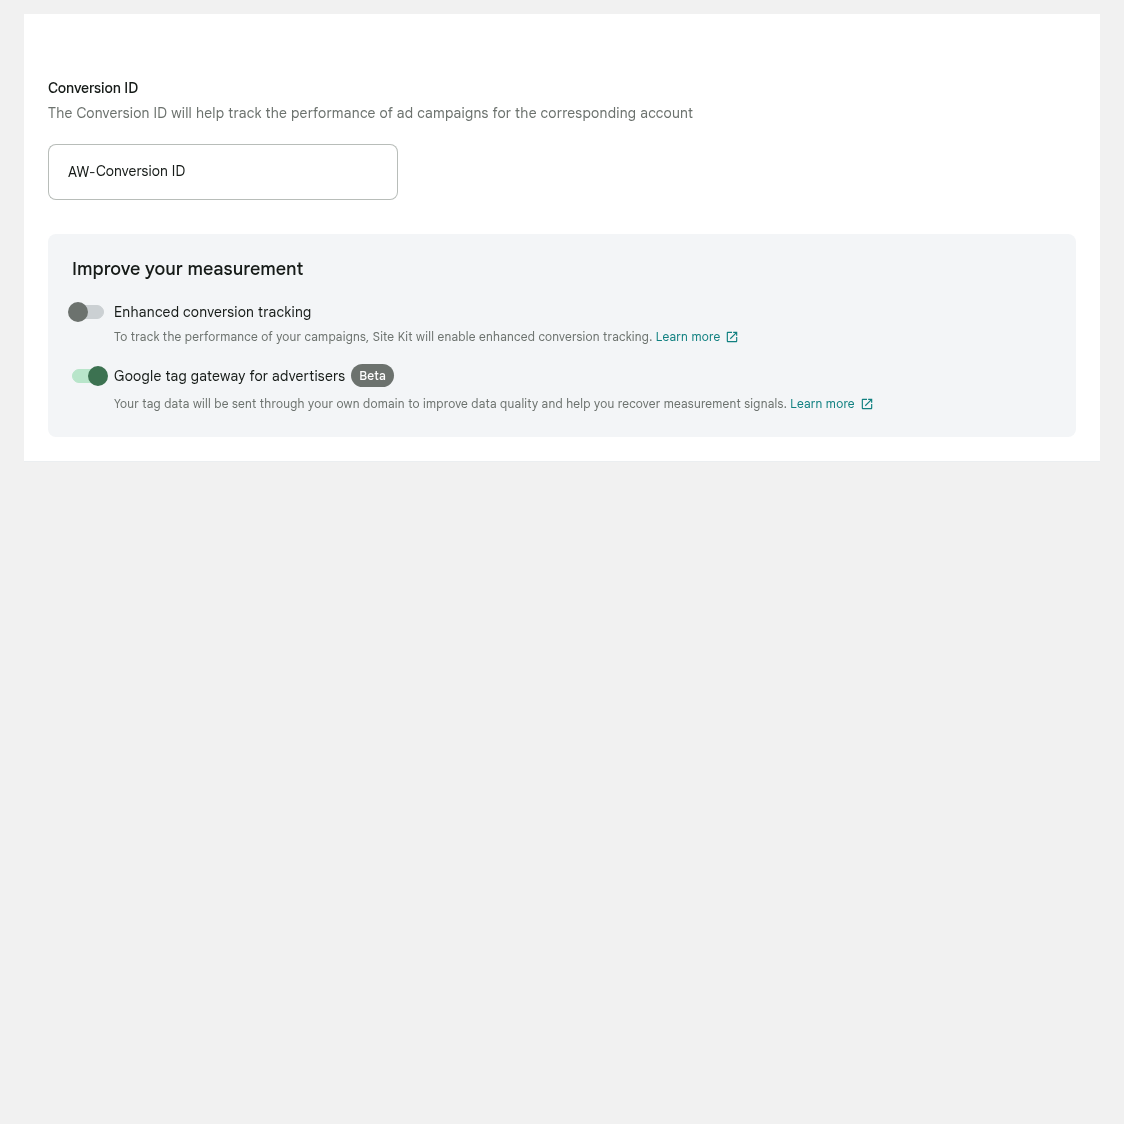 Conversion ID
The Conversion ID will help track the performance of ad campaigns for the corresponding account
AW-Conversion ID
Improve your measurement
Enhanced conversion tracking
To track the performance of your campaigns, Site Kit will enable enhanced conversion tracking. Learn more
Google tag gateway for advertisers Beta
Your tag data will be sent through your own domain to improve data quality and help you recover measurement signals. Learn more